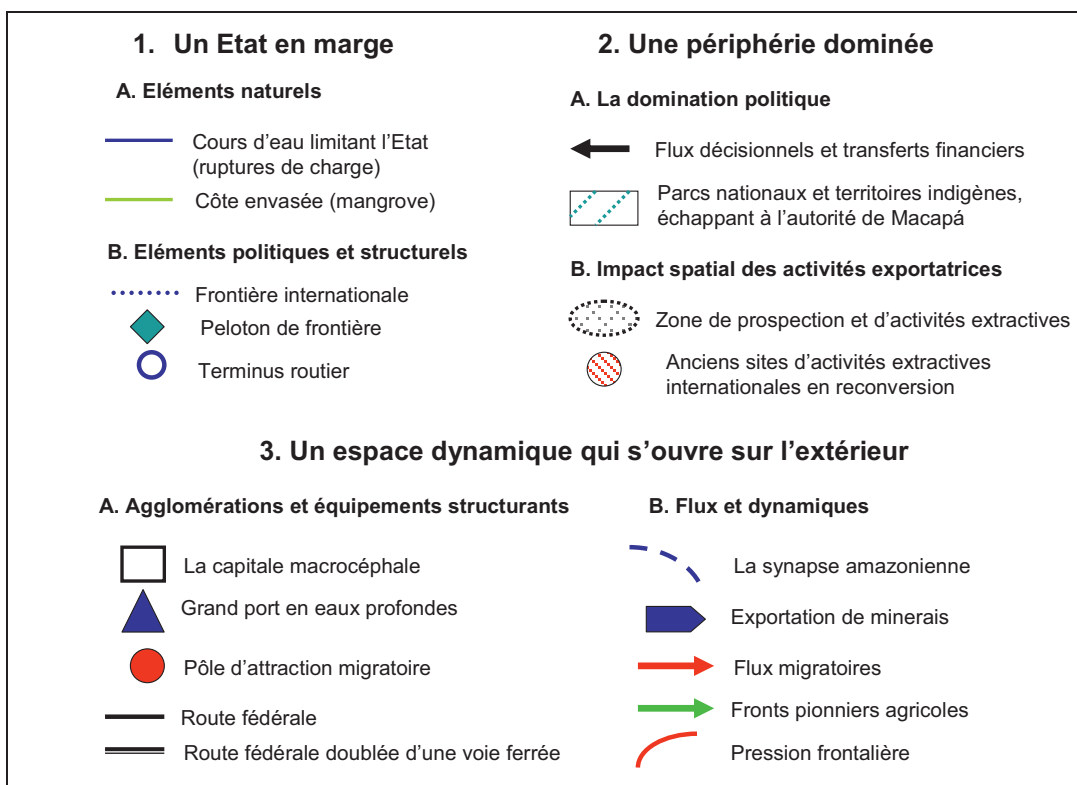 1. Un Etat en marge
A. Eléments naturels
Cours d'eau limitant l'Etat
(ruptures de charge)
Côte envasée (mangrove)
B. Eléments politiques et structurels
Frontière internationale
Peloton de frontière
Terminus routier
2. Une périphérie dominée
A. La domination politique
Flux décisionnels et transferts financiers
Parcs nationaux et territoires indigènes,
échappant à l'autorité de Macapá
B. Impact spatial des activités exportatrices
Zone de prospection et d'activités extractives
Anciens sites d'activités extractives
internationales en reconversion
3. Un espace dynamique qui s'ouvre sur l'extérieur
A. Agglomérations et équipements structurants
La capitale macrocéphale
Grand port en eaux profondes
Pôle d'attraction migratoire
Route fédérale
Route fédérale doublée d'une voie ferrée
B. Flux et dynamiques
La synapse amazonienne
Exportation de minerais
Flux migratoires
Fronts pionniers agricoles
Pression frontalière